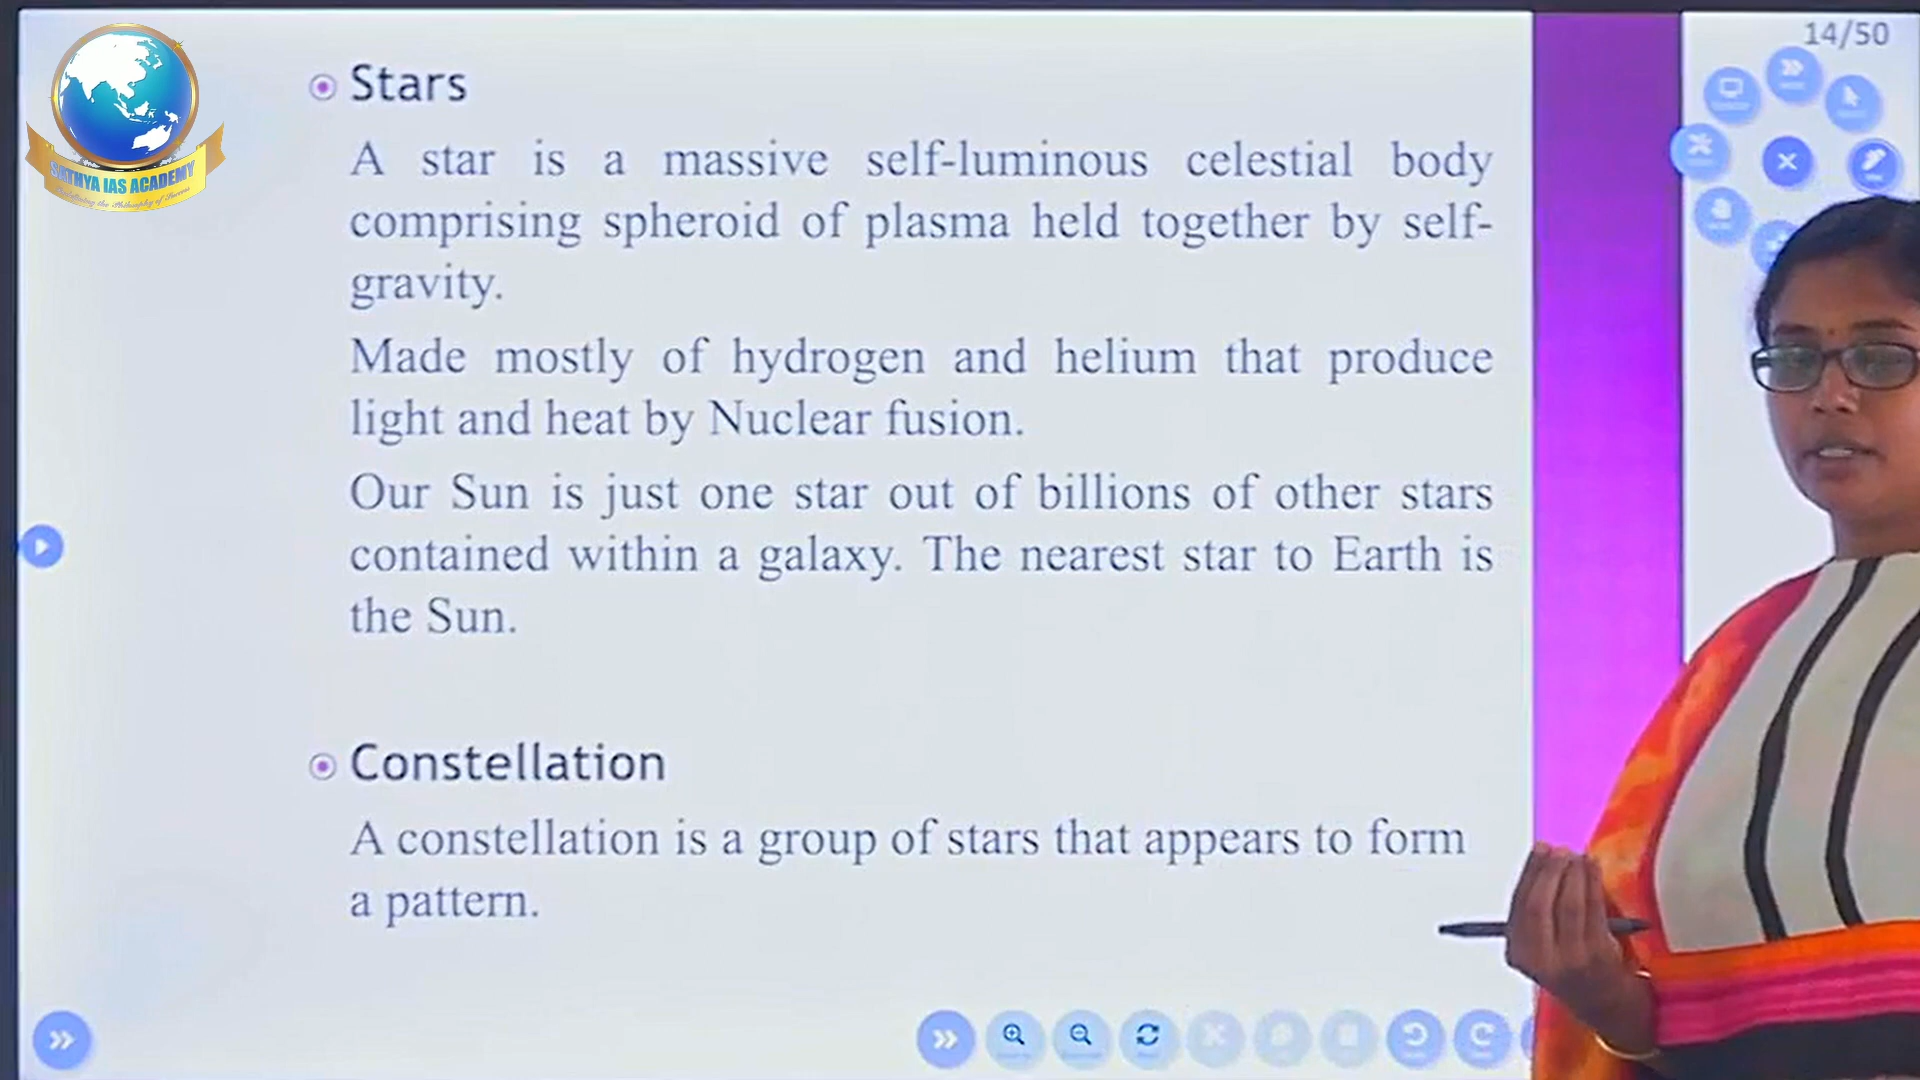 14/50
SATHYA IAS ACADEMY
Stars
A star is a massive self-luminous celestial body
comprising spheroid of plasma held together by self-
gravity.
Made mostly of hydrogen and helium that produce
light and heat by Nuclear fusion.
Our Sun is just one star out of billions of other stars
contained within a galaxy. The nearest star to Earth is
the Sun.
Constellation
A constellation is a group of stars that appears to form
a pattern.